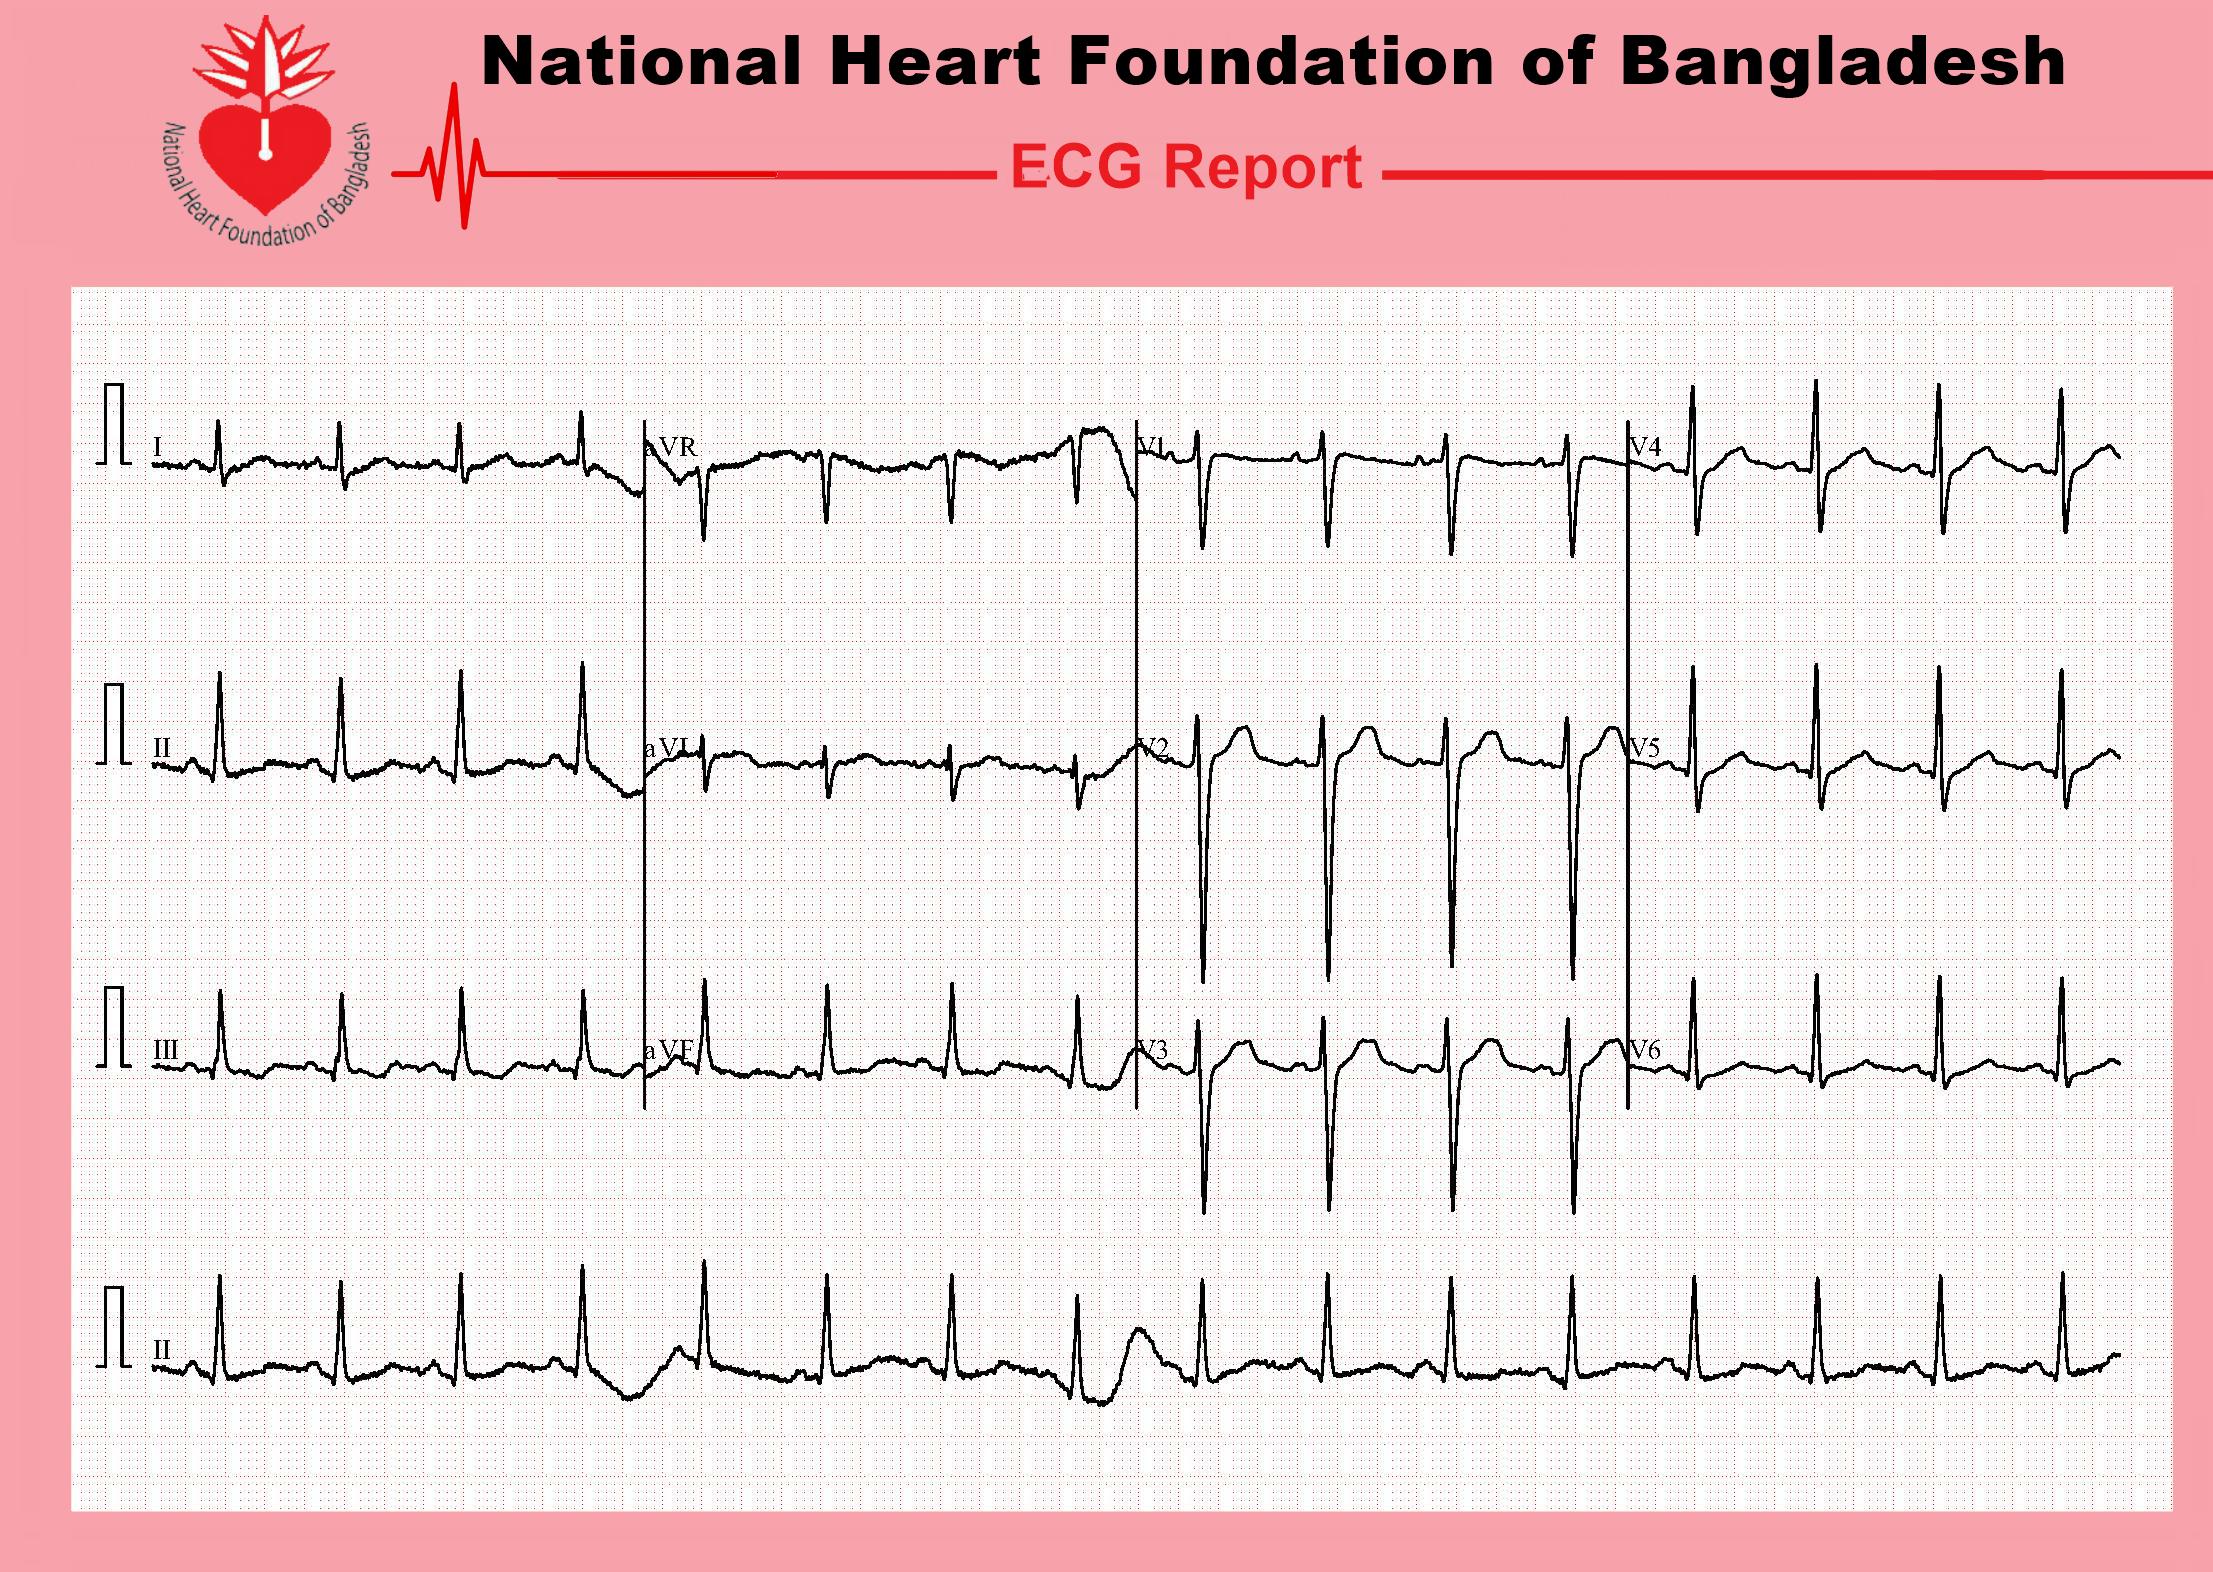 National Heart Foundation of Bangladesh
National Heart Foundation of Bangladesh
ECG Report
I
aVR
V1
V4
II
aVL
V2
V5
III
aVF
V3
V6
II